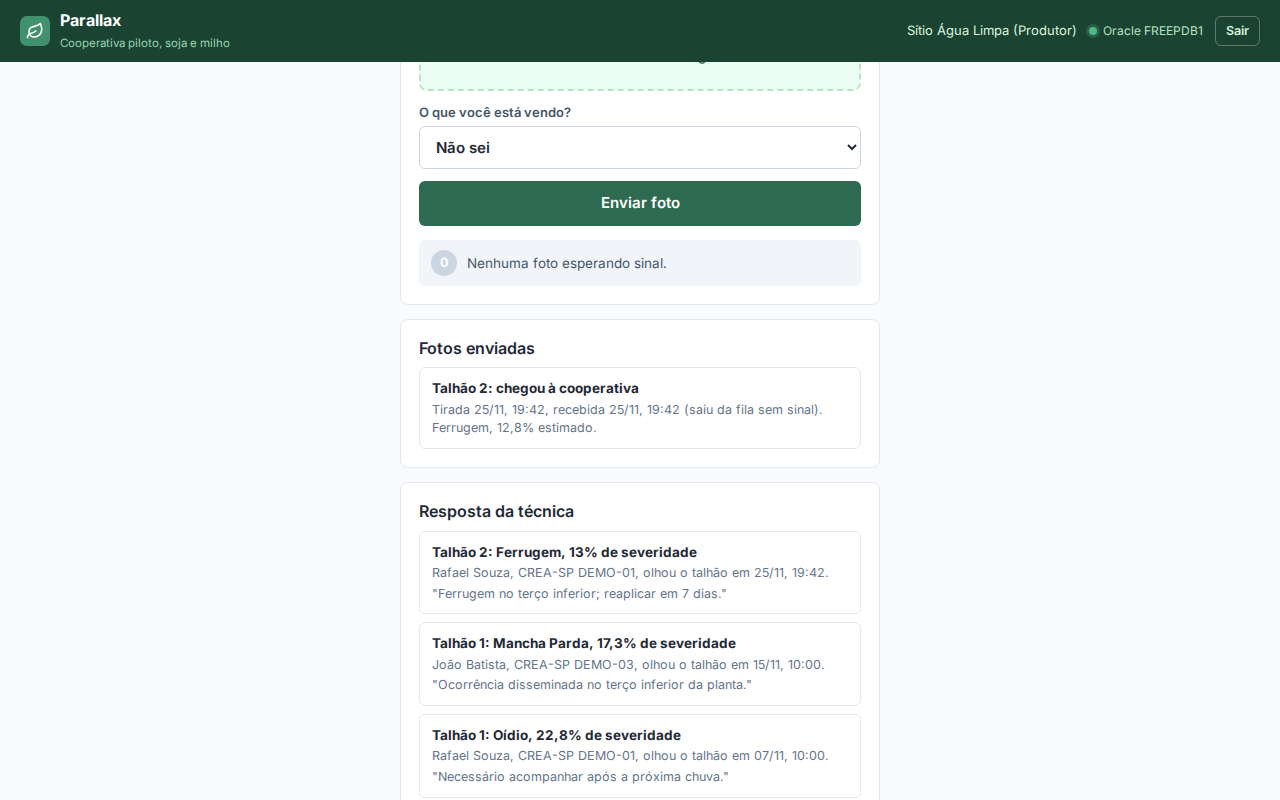 Parallax
Cooperativa piloto, soja e milho
Sítio Água Limpa (Produtor)
Oracle FREEPDB1
Sair
O que você está vendo?
Não sei
Enviar foto
0
Nenhuma foto esperando sinal.
Fotos enviadas
Talhão 2: chegou à cooperativa
Tirada 25/11, 19:42, recebida 25/11, 19:42 (saiu da fila sem sinal).
Ferrugem, 12,8% estimado.
Resposta da técnica
Talhão 2: Ferrugem, 13% de severidade
Rafael Souza, CREA-SP DEMO-01, olhou o talhão em 25/11, 19:42.
"Ferrugem no terço inferior; reaplicar em 7 dias."
Talhão 1: Mancha Parda, 17,3% de severidade
João Batista, CREA-SP DEMO-03, olhou o talhão em 15/11, 10:00.
"Ocorrência disseminada no terço inferior da planta."
Talhão 1: Oídio, 22,8% de severidade
Rafael Souza, CREA-SP DEMO-01, olhou o talhão em 07/11, 10:00.
"Necessário acompanhar após a próxima chuva."